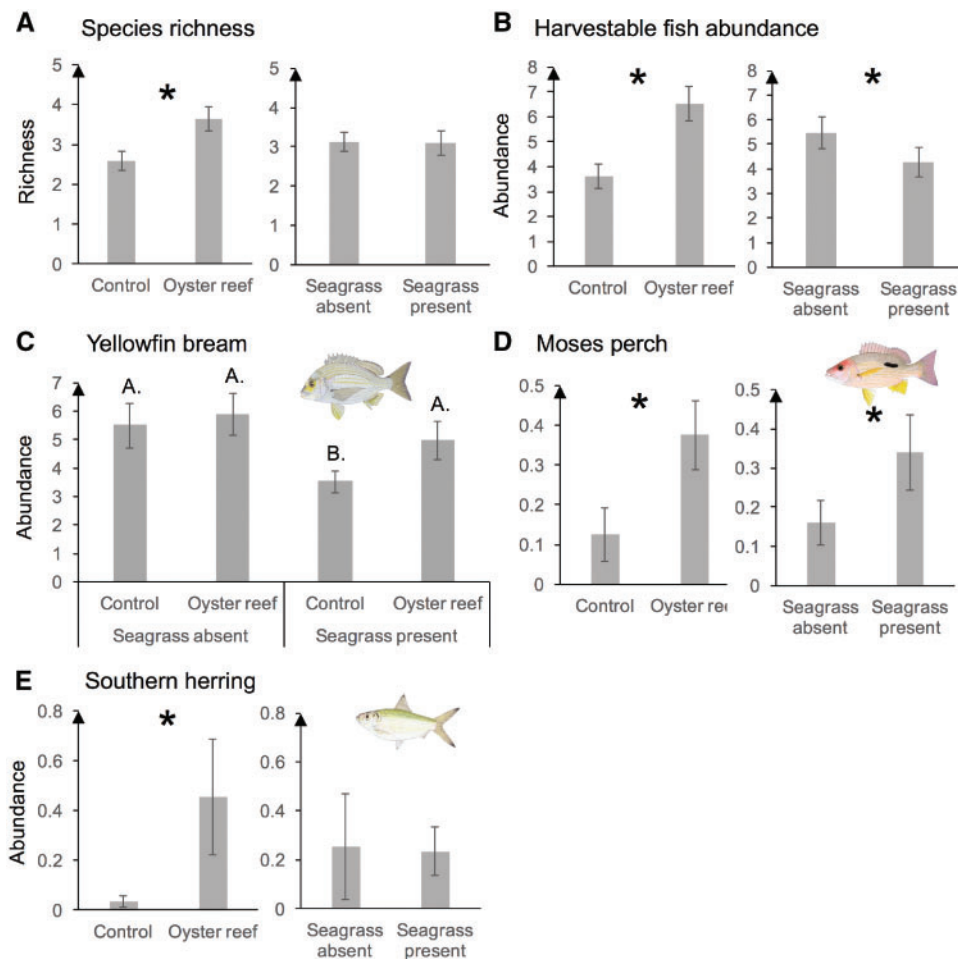 A Species richness
5
4
3
2
1
0
Richness
*
Control Oyster reef
5
4
3
2
1
0
Seagrass absent
Seagrass present
B Harvestable fish abundance
8
7
6
5
4
3
2
1
0
Abundance
*
Control Oyster reef
8
7
6
5
4
3
2
1
0
*
Seagrass absent
Seagrass present
C Yellowfin bream
7
6
5
4
3
2
1
0
Abundance
A. A. B. A.
Control Oyster reef Control Oyster reef
Seagrass absent Seagrass present
D Moses perch
0.5
0.4
0.3
0.2
0.1
0
*
Control Oyster ree
0.5
0.4
0.3
0.2
0.1
0
*
Seagrass absent
Seagrass present
E Southern herring
0.8
0.6
0.4
0.2
0
Abundance
*
Control Oyster reef
0.8
0.6
0.4
0.2
0
Seagrass absent
Seagrass present